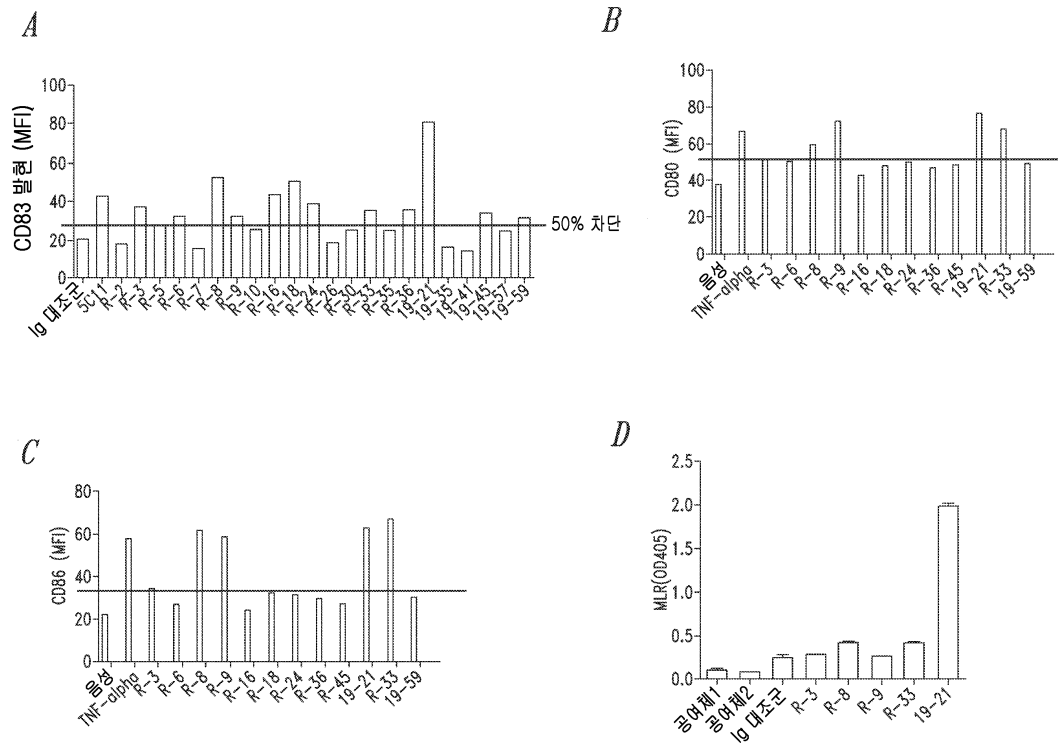 A
CD83 발현 (MFI)
100
80
60
40
20
0
50% 차단
Ig 대조군
5C11
R-2
R-3
R-5
R-6
R-7
R-8
R-9
R-10
R-16
R-18
R-24
R-26
R-30
R-33
R-35
R-36
19-21
19-35
19-41
19-45
19-57
19-59
B
CD80 (MFI)
100
80
60
40
20
0
음성
TNF-alpha
R-3
R-6
R-8
R-9
R-16
R-18
R-24
R-36
R-45
19-21
R-33
19-59
C
CD86 (MFI)
80
60
40
20
0
음성
TNF-alpha
R-3
R-6
R-8
R-9
R-16
R-18
R-24
R-36
R-45
19-21
R-33
19-59
D
MLR(OD405)
2.5
2.0
1.5
1.0
0.5
0.0
공여체1
공여체2
Ig 대조군
R-3
R-8
R-9
R-33
19-21